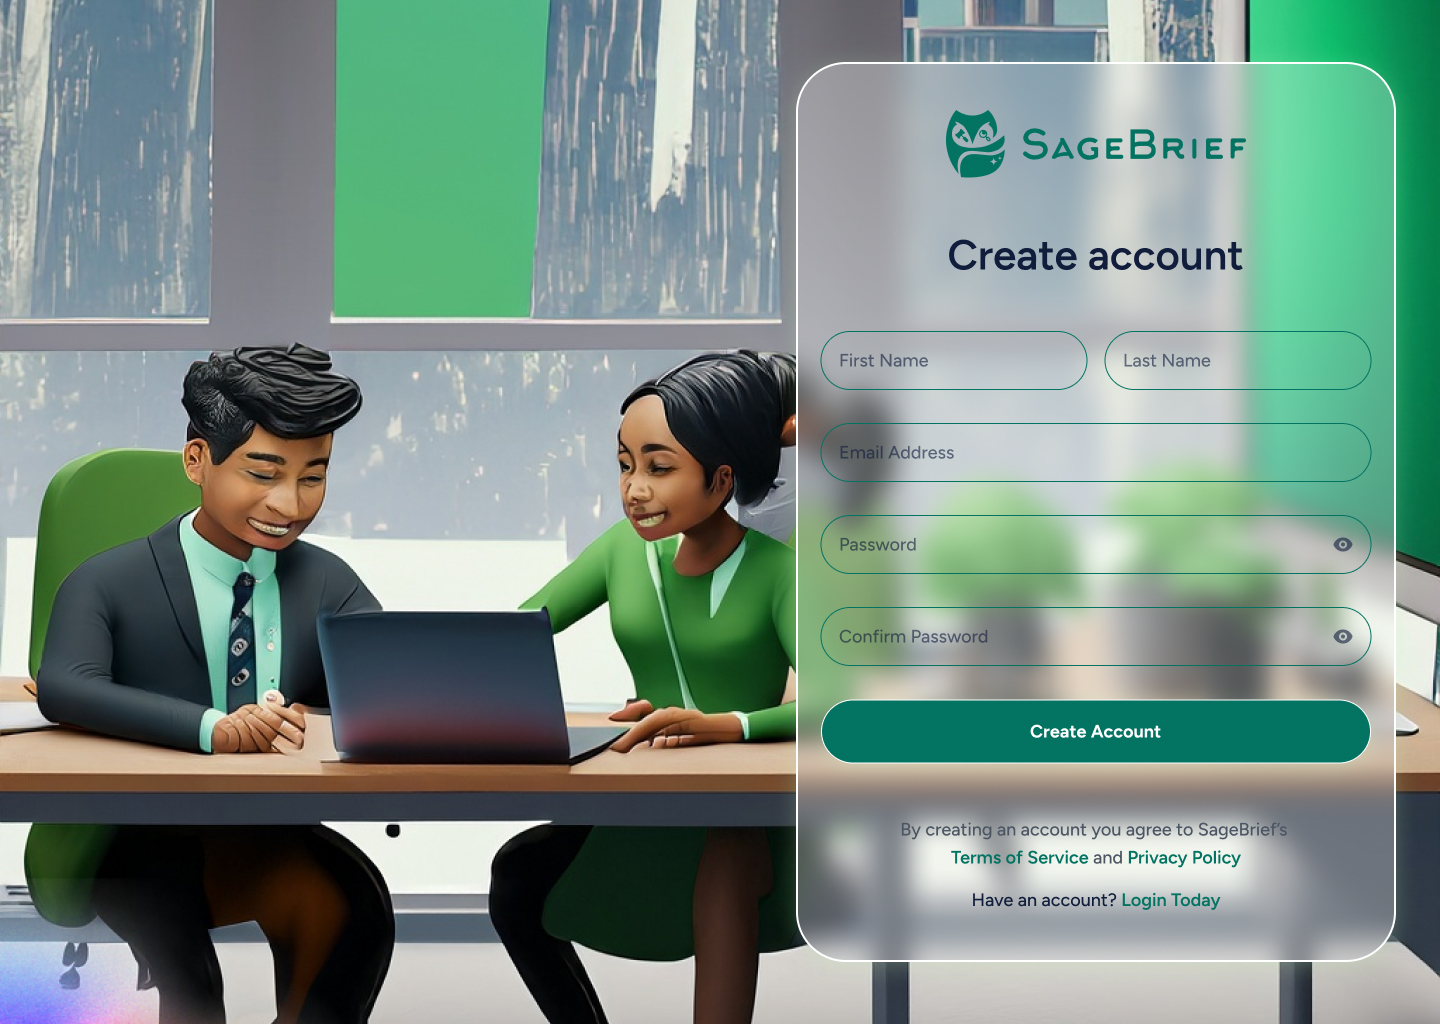 SAGEBRIEF
Create account
First Name
Last Name
Email Address
Password
Confirm Password
Create Account
By creating an account you agree to SageBrief’s
Terms of Service and Privacy Policy
Have an account? Login Today